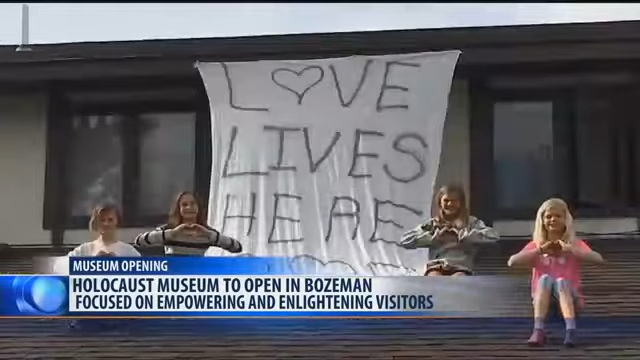 LOVE
LIVES
HERE
MUSEUM OPENING
HOLOCAUST MUSEUM TO OPEN IN BOZEMAN
FOCUSED ON EMPOWERING AND ENLIGHTENING VISITORS